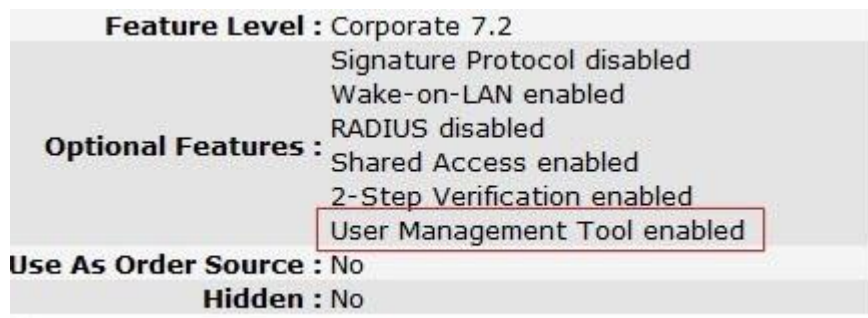 Feature Level : Corporate 7.2
Optional Features :
Signature Protocol disabled
Wake-on-LAN enabled
RADIUS disabled
Shared Access enabled
2-Step Verification enabled
User Management Tool enabled
Use As Order Source : No
Hidden : No